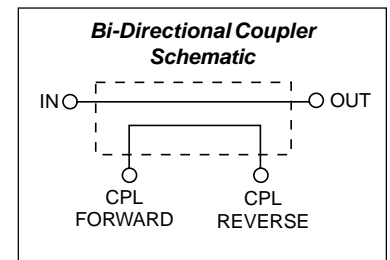 Bi-Directional Coupler
Schematic
IN OUT
CPL CPL
FORWARD REVERSE